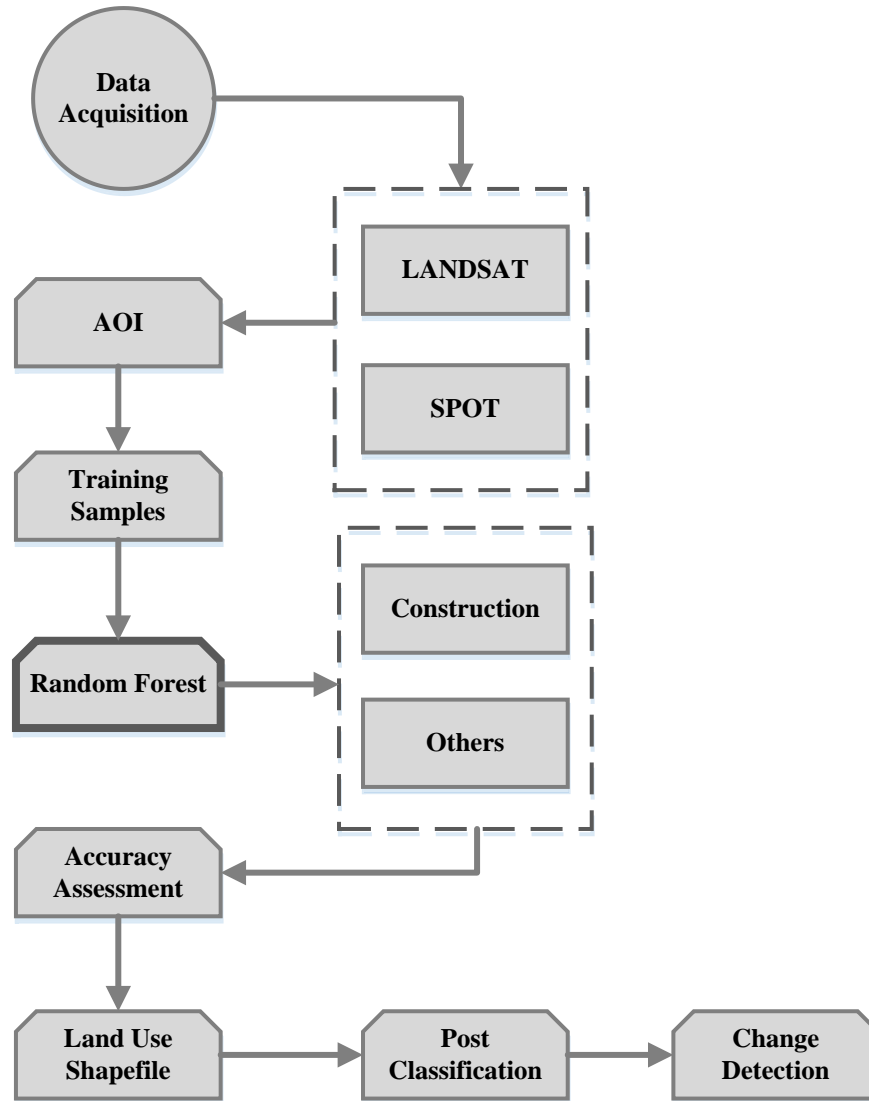 Data
Acquisition
LANDSAT
AOI
SPOT
Training
Samples
Construction
Random Forest
Others
Accuracy
Assessment
Land Use
Shapefile
Post
Classification
Change
Detection